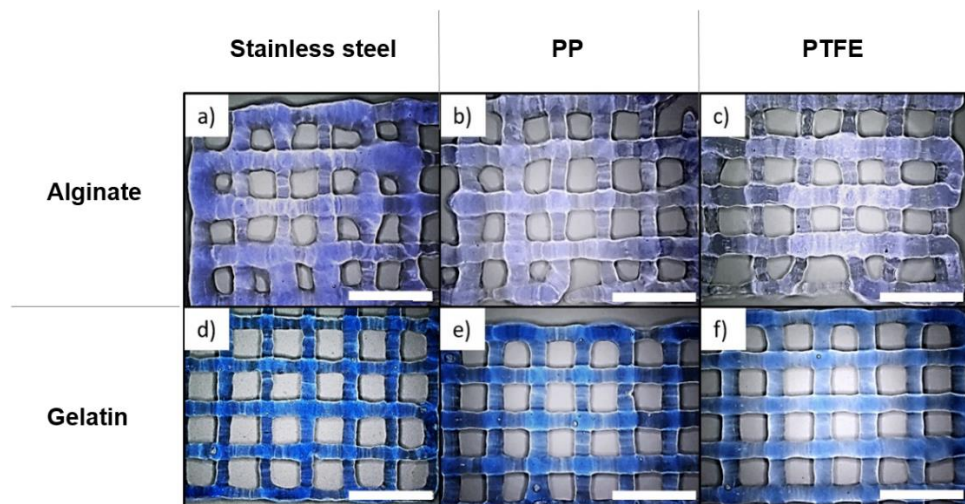 Stainless steel PP PTFE
Alginate
a) b) c)
Gelatin
d) e) f)